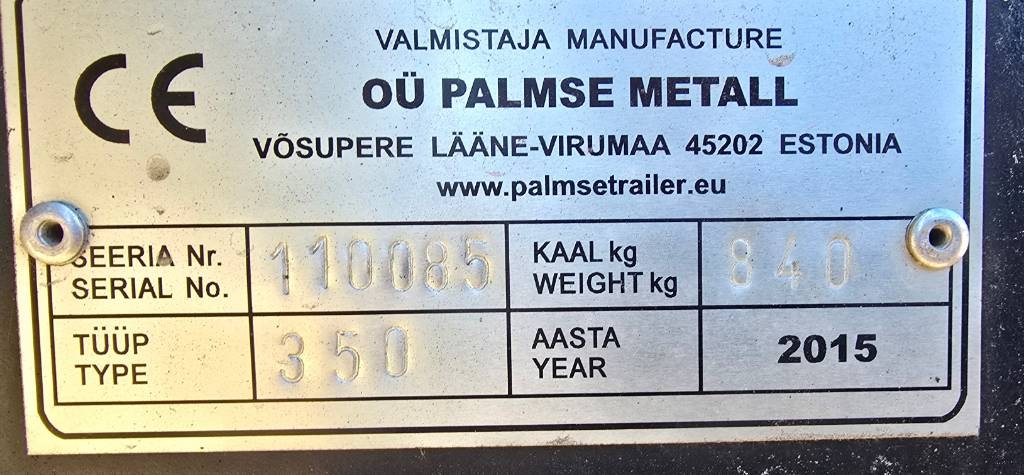 CE
VALMISTAJA MANUFACTURE
OÜ PALMSE METALL
VÕSUPERE LÄÄNE-VIRUMAA 45202 ESTONIA
www.palmsetrailer.eu
SEERIA Nr.
SERIAL No.
110085
KAAL kg
WEIGHT kg
840
TÜÜP
TYPE
350
AASTA
YEAR
2015